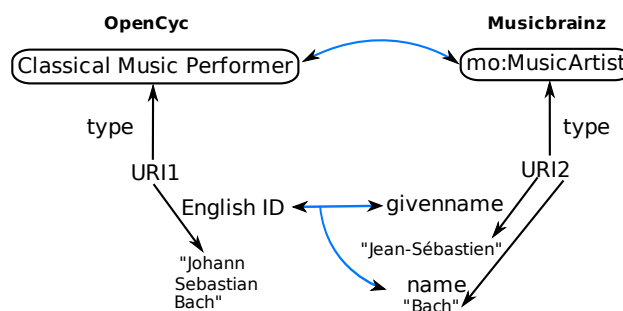 OpenCyc
Musicbrainz
Classical Music Performer
mo:MusicArtist
type
type
URI1
URI2
English ID
givenname
"Jean-Sébastien"
"Johann
Sebastian
Bach"
name
"Bach"